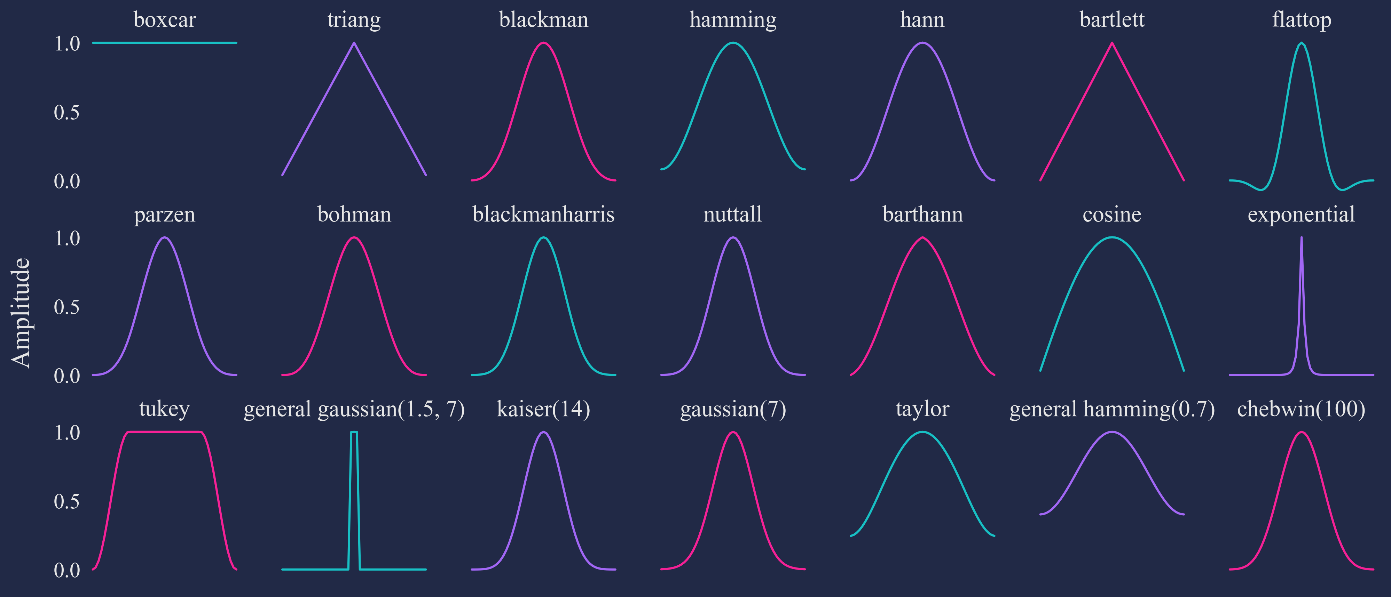 boxcar triang blackman hamming hann bartlett flattop
1.0
0.5
0.0
parzen bohman blackmanharris nuttall barthann cosine exponential
1.0
Amplitude
0.5
0.0
tukey general gaussian(1.5, 7) kaiser(14) gaussian(7) taylor general hamming(0.7) chebwin(100)
1.0
0.5
0.0